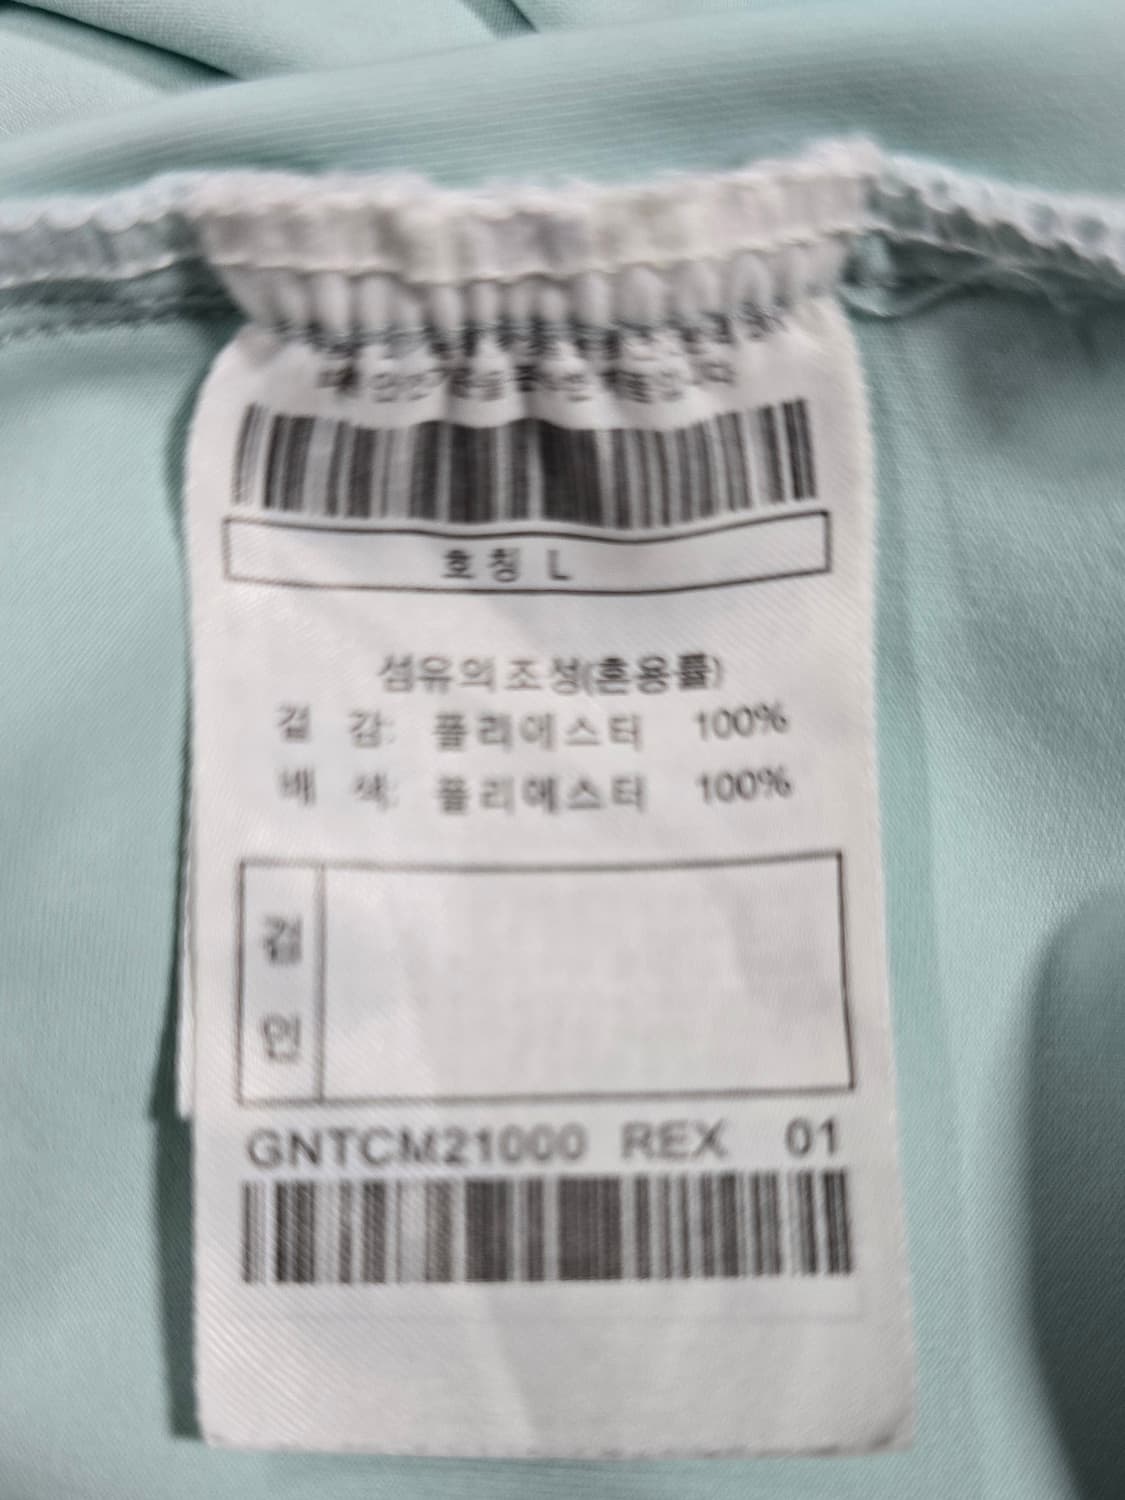 호칭 L
섬유의 조성(혼용률)
겉 감: 폴리에스터 100%
배 색: 폴리에스터 100%
검인
GNTCM21000 REX 01